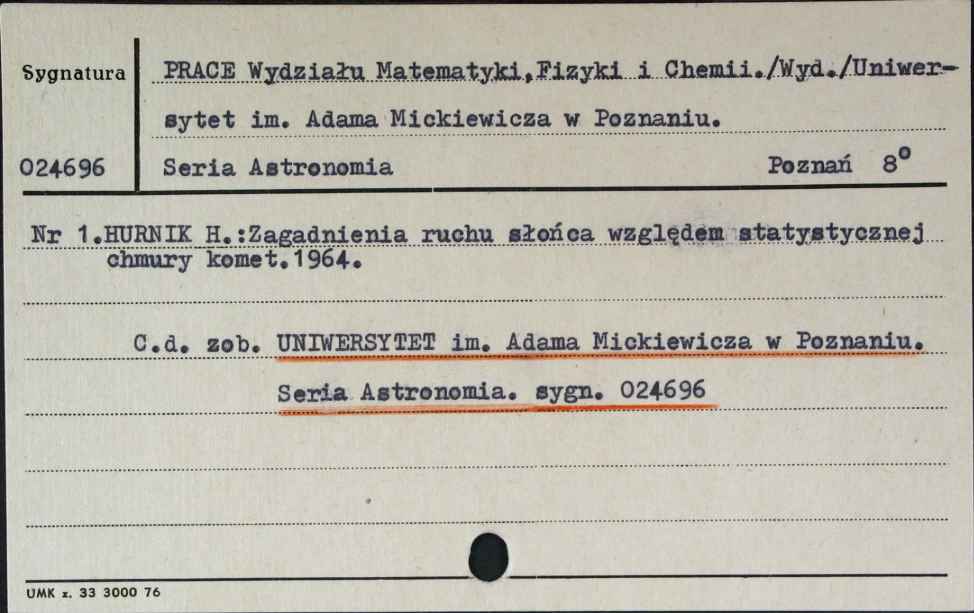 Sygnatura
PRACE Wydziału Matematyki,Fizyki i Chemii./Wyd./Uniwer-
sytet im. Adama Mickiewicza w Poznaniu.
024696
Seria Astronomia Poznań 8°
Nr 1.HURNIK H.:Zagadnienia ruchu słońca względem statystycznej
chmury komet.1964.
C.d. zob. UNIWERSYTET im. Adama Mickiewicza w Poznaniu.
Seria Astronomia. sygn. 024696
UMK z. 33 3000 76